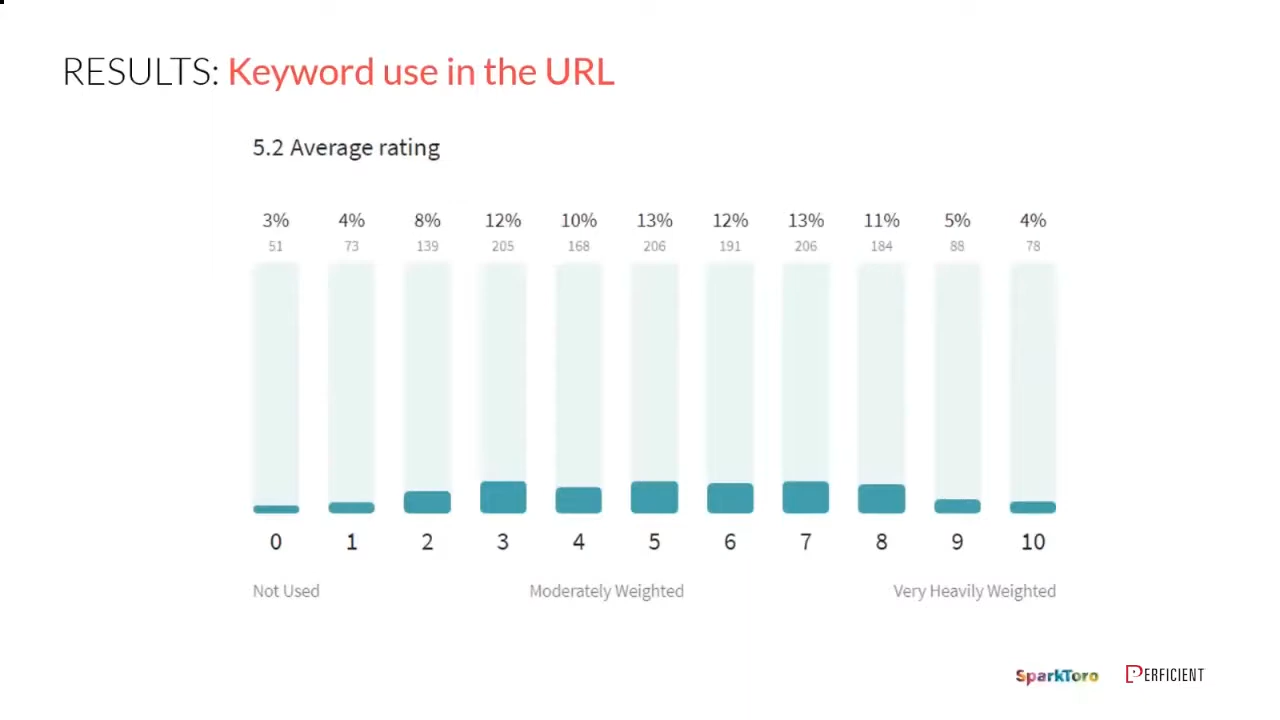 RESULTS: Keyword use in the URL
5.2 Average rating
3% 4% 8% 12% 10% 13% 12% 13% 11% 5% 4%
51 73 139 205 168 206 191 206 184 88 78
0 1 2 3 4 5 6 7 8 9 10
Not Used Moderately Weighted Very Heavily Weighted
SparkToro PERFICIENT